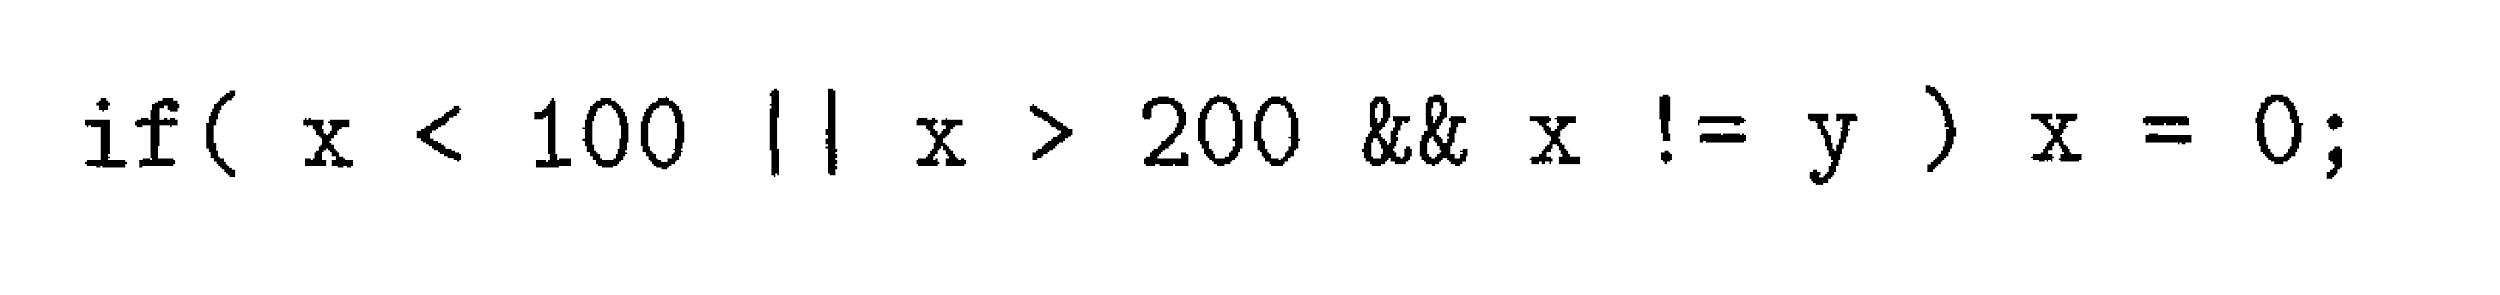 if( x < 100 || x > 200 && x != y ) x = 0;